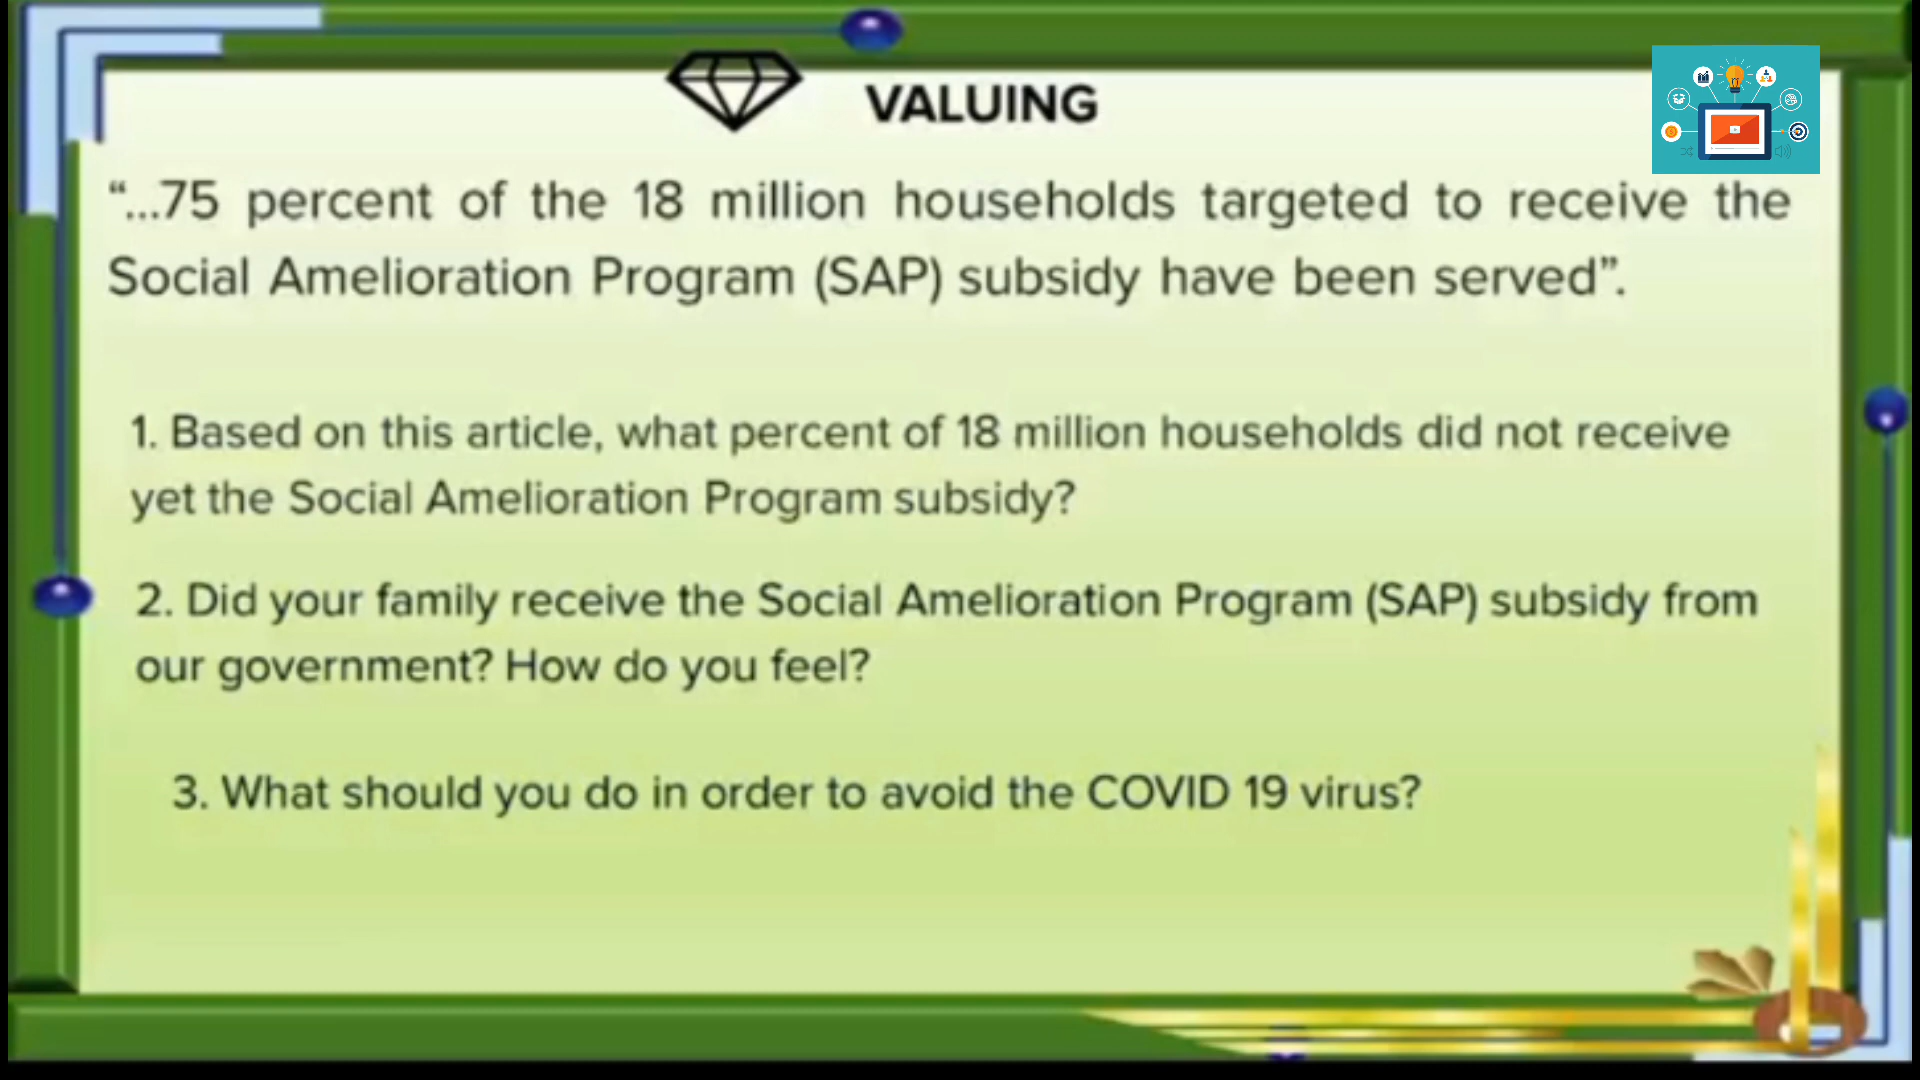 VALUING
“...75 percent of the 18 million households targeted to receive the
Social Amelioration Program (SAP) subsidy have been served”.
1. Based on this article, what percent of 18 million households did not receive
yet the Social Amelioration Program subsidy?
2. Did your family receive the Social Amelioration Program (SAP) subsidy from
our government? How do you feel?
3. What should you do in order to avoid the COVID 19 virus?